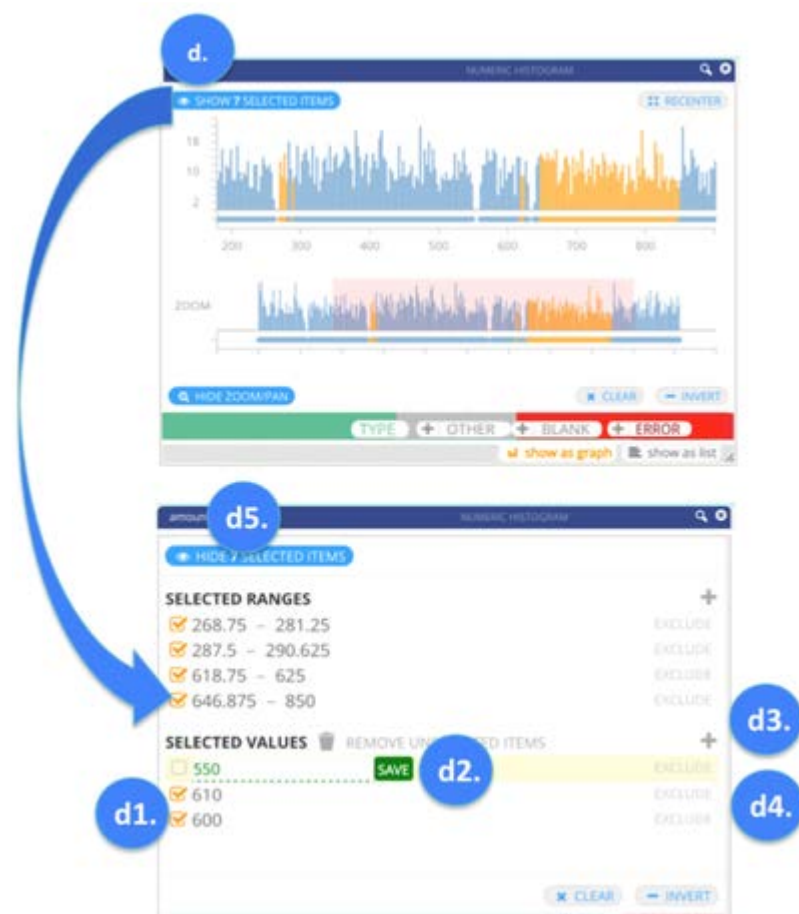 d.
NUMERIC HISTOGRAM
SHOW 7 SELECTED ITEMS
RECENTER
18
10
2
200 300 400 500 600 700 800
ZOOM
HIDE ZOOM/PAN
CLEAR
INVERT
TYPE + OTHER + BLANK + ERROR
show as graph
show as list
d5.
NUMERIC HISTOGRAM
HIDE 7 SELECTED ITEMS
SELECTED RANGES +
268.75 – 281.25 EXCLUDE
287.5 – 290.625 EXCLUDE
618.75 – 625 EXCLUDE
646.875 – 850 EXCLUDE
d3.
SELECTED VALUES REMOVE ITEMS +
550 SAVE EXCLUDE
d2.
d1.
610 EXCLUDE
d4.
600 EXCLUDE
CLEAR
INVERT